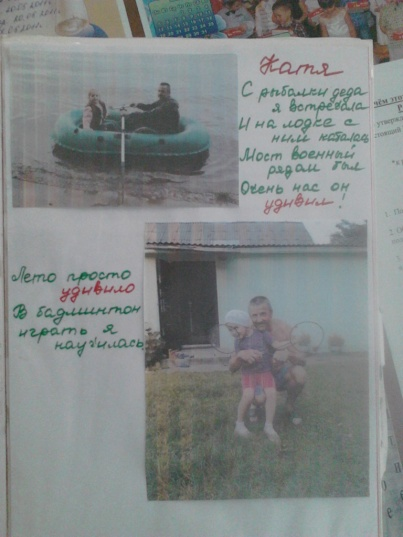 Катя
С рыбалки деда
я встречала
И на лодке с
ним каталась
Мост военный
рядом был
Очень нас он
удивил!
Лето просто
удивило
В бадминтон
играть я
научилась